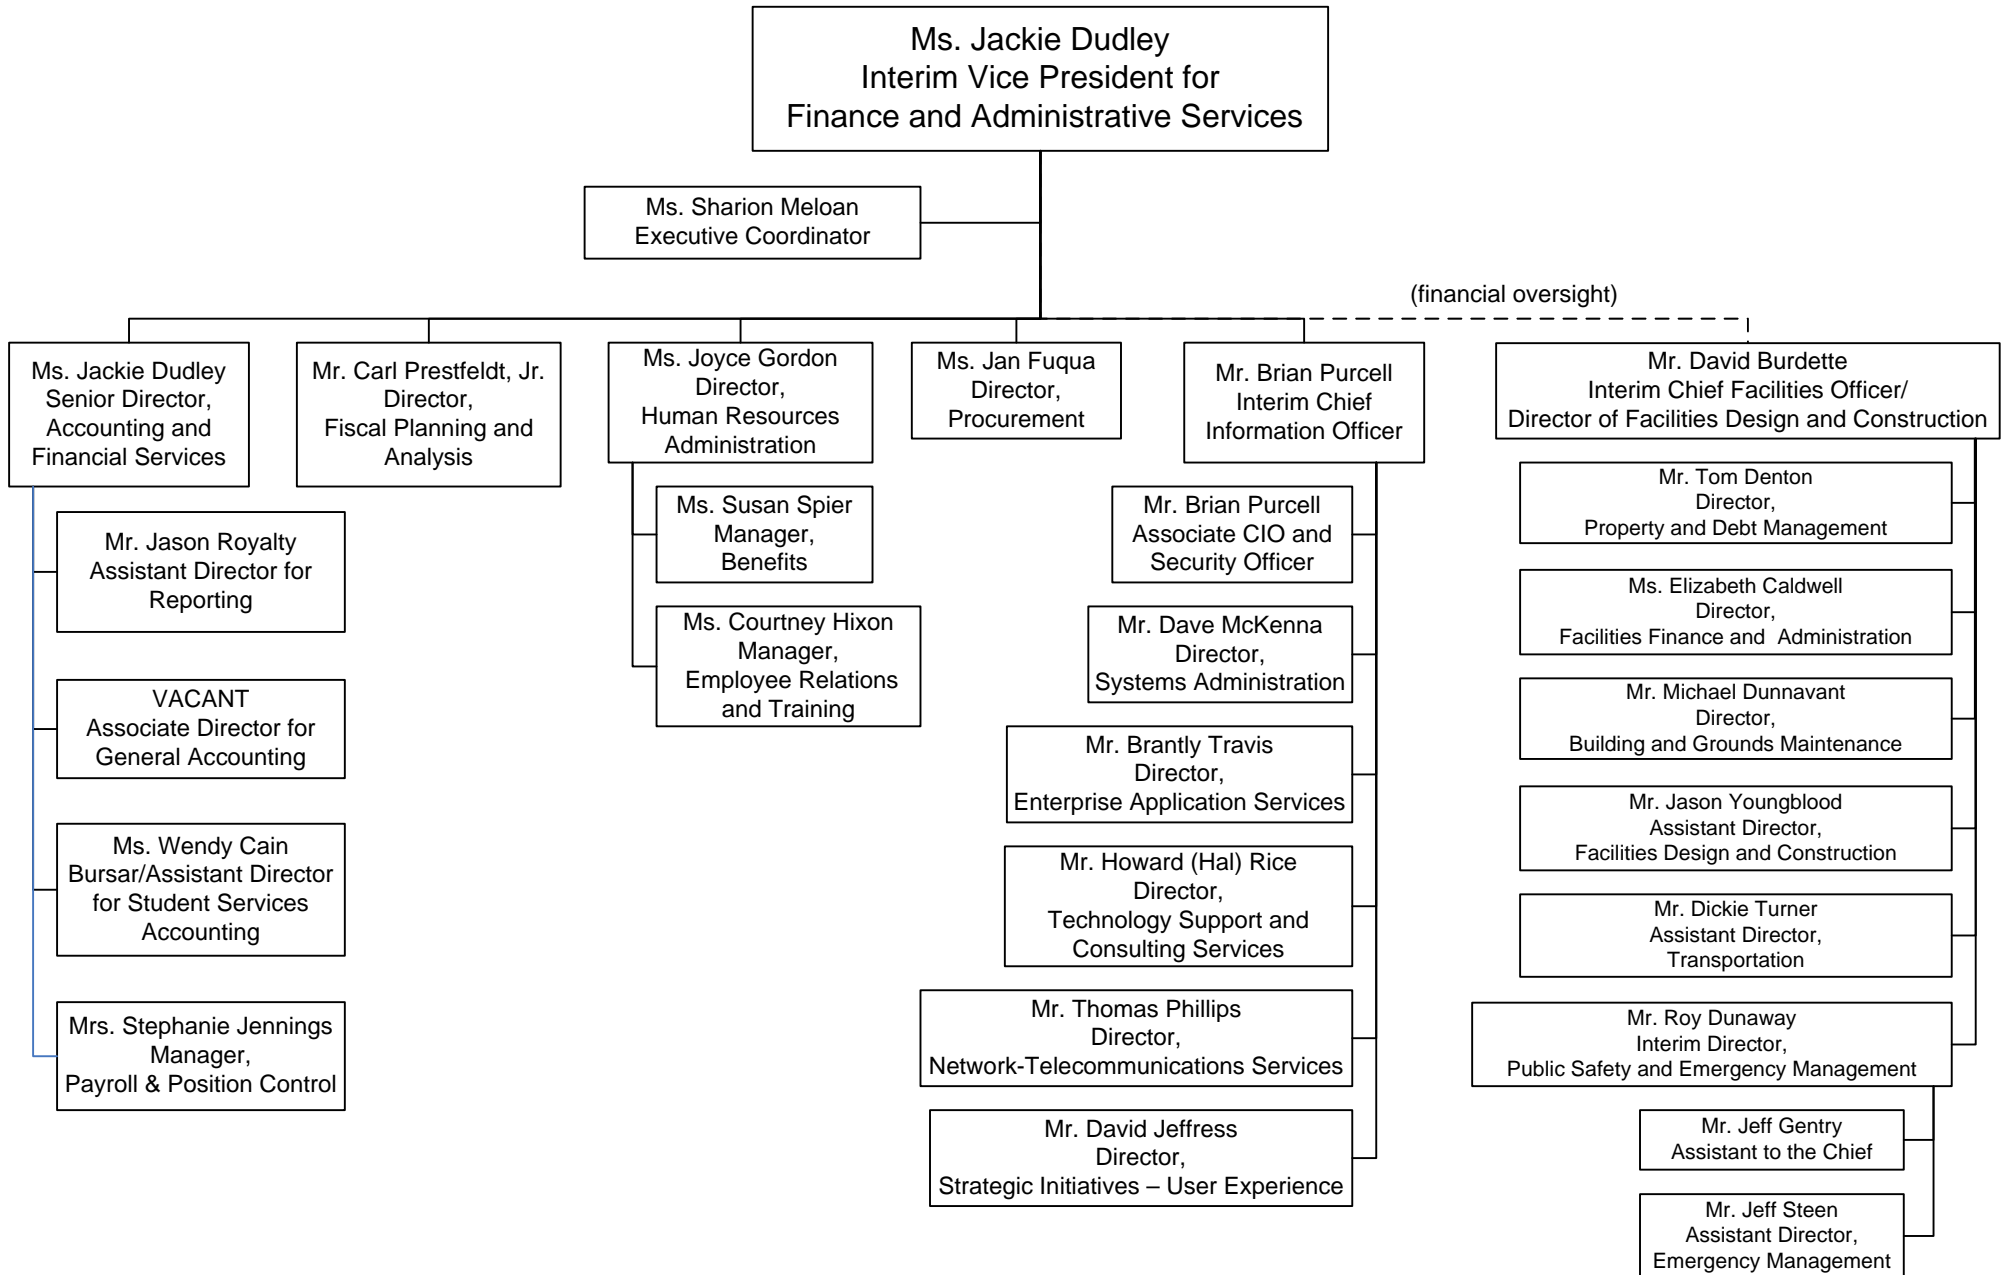 Ms. Jackie Dudley
Interim Vice President for
Finance and Administrative Services
Ms. Sharion Meloan
Executive Coordinator
(financial oversight)
Ms. Jackie Dudley
Senior Director,
Accounting and
Financial Services
Mr. Jason Royalty
Assistant Director for
Reporting
VACANT
Associate Director for
General Accounting
Ms. Wendy Cain
Bursar/Assistant Director
for Student Services
Accounting
Mrs. Stephanie Jennings
Manager,
Payroll & Position Control
Mr. Carl Prestfeldt, Jr.
Director,
Fiscal Planning and
Analysis
Ms. Joyce Gordon
Director,
Human Resources
Administration
Ms. Susan Spier
Manager,
Benefits
Ms. Courtney Hixon
Manager,
Employee Relations
and Training
Ms. Jan Fuqua
Director,
Procurement
Mr. Brian Purcell
Interim Chief
Information Officer
Mr. Brian Purcell
Associate CIO and
Security Officer
Mr. Dave McKenna
Director,
Systems Administration
Mr. Brantly Travis
Director,
Enterprise Application Services
Mr. Howard (Hal) Rice
Director,
Technology Support and
Consulting Services
Mr. Thomas Phillips
Director,
Network-Telecommunications Services
Mr. David Jeffress
Director,
Strategic Initiatives – User Experience
Mr. David Burdette
Interim Chief Facilities Officer/
Director of Facilities Design and Construction
Mr. Tom Denton
Director,
Property and Debt Management
Ms. Elizabeth Caldwell
Director,
Facilities Finance and Administration
Mr. Michael Dunnavant
Director,
Building and Grounds Maintenance
Mr. Jason Youngblood
Assistant Director,
Facilities Design and Construction
Mr. Dickie Turner
Assistant Director,
Transportation
Mr. Roy Dunaway
Interim Director,
Public Safety and Emergency Management
Mr. Jeff Gentry
Assistant to the Chief
Mr. Jeff Steen
Assistant Director,
Emergency Management